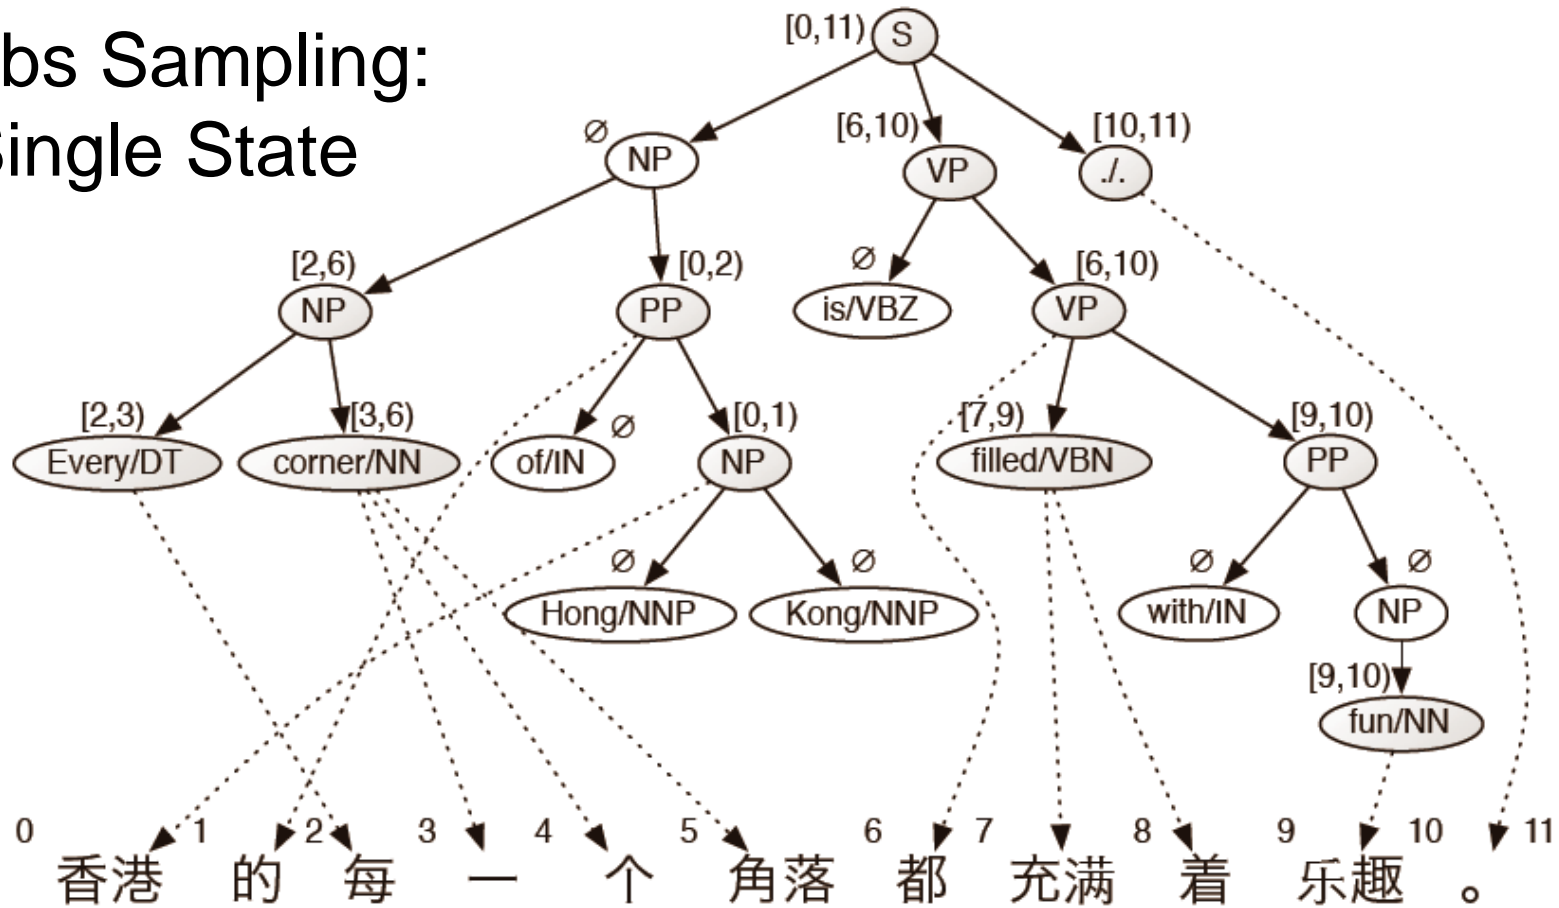 bs Sampling:
Single State
[0,11) S
∅ NP [6,10) VP [10,11) ./.
[2,6) NP [0,2) PP ∅ is/VBZ [6,10) VP
[2,3) Every/DT [3,6) corner/NN of/IN ∅ [0,1) NP [7,9) filled/VBN [9,10) PP
∅ Hong/NNP ∅ Kong/NNP ∅ with/IN ∅ NP
[9,10) fun/NN
0 1 2 3 4 5 6 7 8 9 10 11
香港 的 每 一 个 角落 都 充满 着 乐趣 。